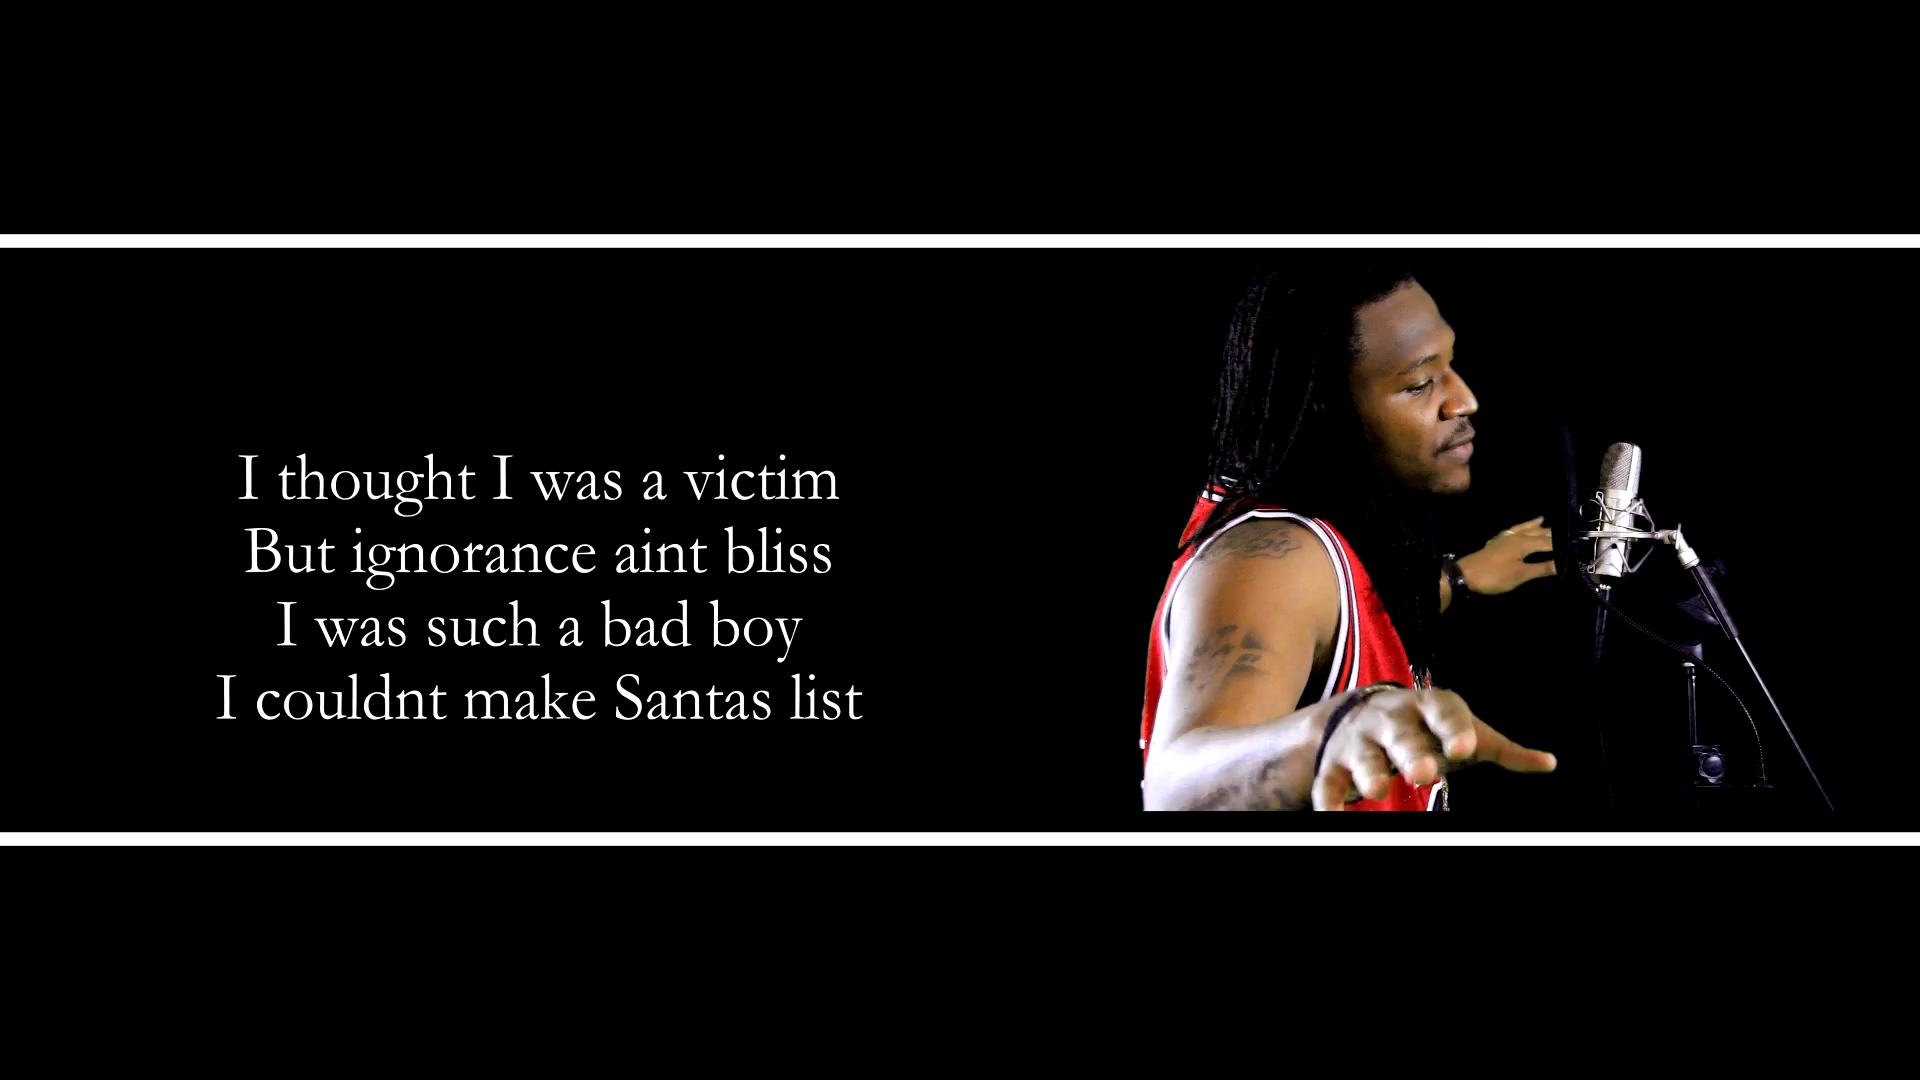 I thought I was a victim
But ignorance aint bliss
I was such a bad boy
I couldnt make Santas list